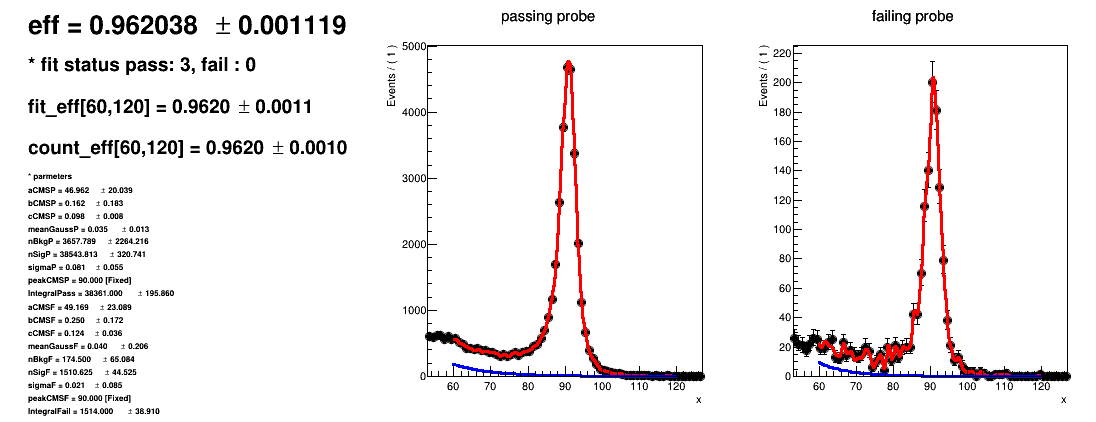 eff = 0.962038 ± 0.001119
* fit status pass: 3, fail : 0
fit_eff[60,120] = 0.9620 ± 0.0011
count_eff[60,120] = 0.9620 ± 0.0010
* parmeters
aCMSP = 46.962 ± 20.039
bCMSP = 0.162 ± 0.183
cCMSP = 0.098 ± 0.008
meanGaussP = 0.035 ± 0.013
nBkgP = 3657.789 ± 2264.216
nSigP = 38543.813 ± 320.741
sigmaP = 0.081 ± 0.055
peakCMSP = 90.000 [Fixed]
IntegralPass = 38361.000 ± 195.860
aCMSF = 49.169 ± 23.089
bCMSF = 0.250 ± 0.172
cCMSF = 0.124 ± 0.036
meanGaussF = 0.040 ± 0.206
nBkgF = 174.500 ± 65.084
nSigF = 1510.625 ± 44.525
sigmaF = 0.021 ± 0.085
peakCMSF = 90.000 [Fixed]
IntegralFail = 1514.000 ± 38.910
passing probe
Events / ( 1 )
5000
4000
3000
2000
1000
0
60 70 80 90 100 110 120
x
failing probe
Events / ( 1 )
220
200
180
160
140
120
100
80
60
40
20
0
60 70 80 90 100 110 120
x